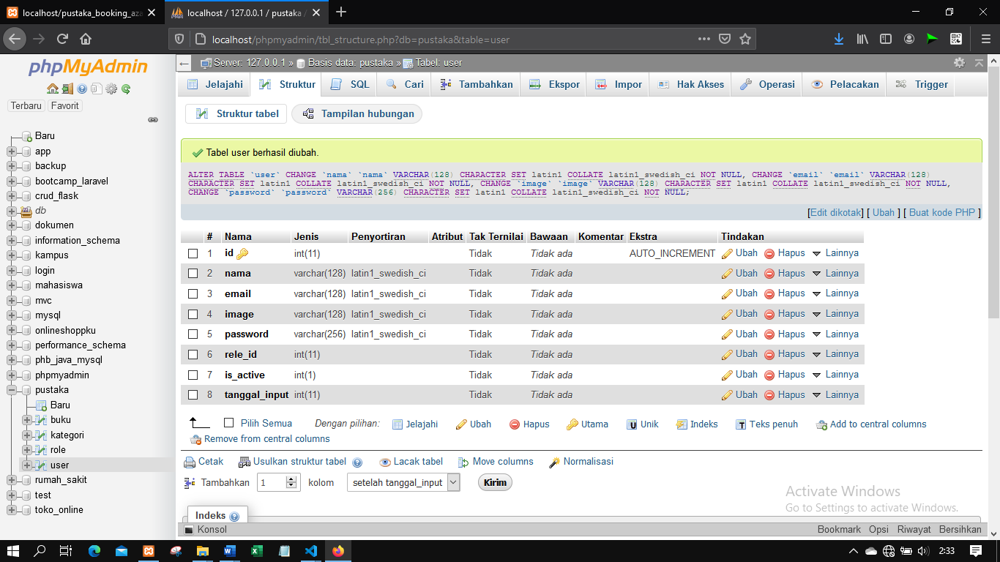 localhost/pustaka_booking_aza
localhost / 127.0.0.1 / pustaka /
localhost/phpmyadmin/tbl_structure.php?db=pustaka&table=user
phpMyAdmin
Terbaru Favorit
Baru
app
backup
bootcamp_laravel
crud_flask
db
dokumen
information_schema
kampus
login
mahasiswa
mvc
mysql
onlineshoppku
performance_schema
phb_java_mysql
phpmyadmin
pustaka
Baru
buku
kategori
role
user
rumah_sakit
test
toko_online
Server: 127.0.0.1 » Basis data: pustaka » Tabel: user
Jelajahi Struktur SQL Cari Tambahkan Ekspor Impor Hak Akses Operasi Pelacakan Trigger
Struktur tabel Tampilan hubungan
Tabel user berhasil diubah.
ALTER TABLE `user` CHANGE `nama` `nama` VARCHAR(128) CHARACTER SET latin1 COLLATE latin1_swedish_ci NOT NULL, CHANGE `email` `email` VARCHAR(128)
CHARACTER SET latin1 COLLATE latin1_swedish_ci NOT NULL, CHANGE `image` `image` VARCHAR(128) CHARACTER SET latin1 COLLATE latin1_swedish_ci NOT NULL,
CHANGE `password` `password` VARCHAR(256) CHARACTER SET latin1 COLLATE latin1_swedish_ci NOT NULL;
[Edit dikotak] [ Ubah ] [ Buat kode PHP ]
# Nama Jenis Penyortiran Atribut Tak Ternilai Bawaan Komentar Ekstra Tindakan
1 id int(11) Tidak Tidak ada AUTO_INCREMENT Ubah Hapus Lainnya
2 nama varchar(128) latin1_swedish_ci Tidak Tidak ada Ubah Hapus Lainnya
3 email varchar(128) latin1_swedish_ci Tidak Tidak ada Ubah Hapus Lainnya
4 image varchar(128) latin1_swedish_ci Tidak Tidak ada Ubah Hapus Lainnya
5 password varchar(256) latin1_swedish_ci Tidak Tidak ada Ubah Hapus Lainnya
6 rele_id int(11) Tidak Tidak ada Ubah Hapus Lainnya
7 is_active int(1) Tidak Tidak ada Ubah Hapus Lainnya
8 tanggal_input int(11) Tidak Tidak ada Ubah Hapus Lainnya
Pilih Semua Dengan pilihan: Jelajahi Ubah Hapus Utama Unik Indeks Teks penuh Add to central columns
Remove from central columns
Cetak Usulkan struktur tabel Lacak tabel Move columns Normalisasi
Tambahkan 1 kolom setelah tanggal_input Kirim
Activate Windows
Go to Settings to activate Windows.
Indeks
Konsol Bookmark Opsi Riwayat Bersihkan
2:33